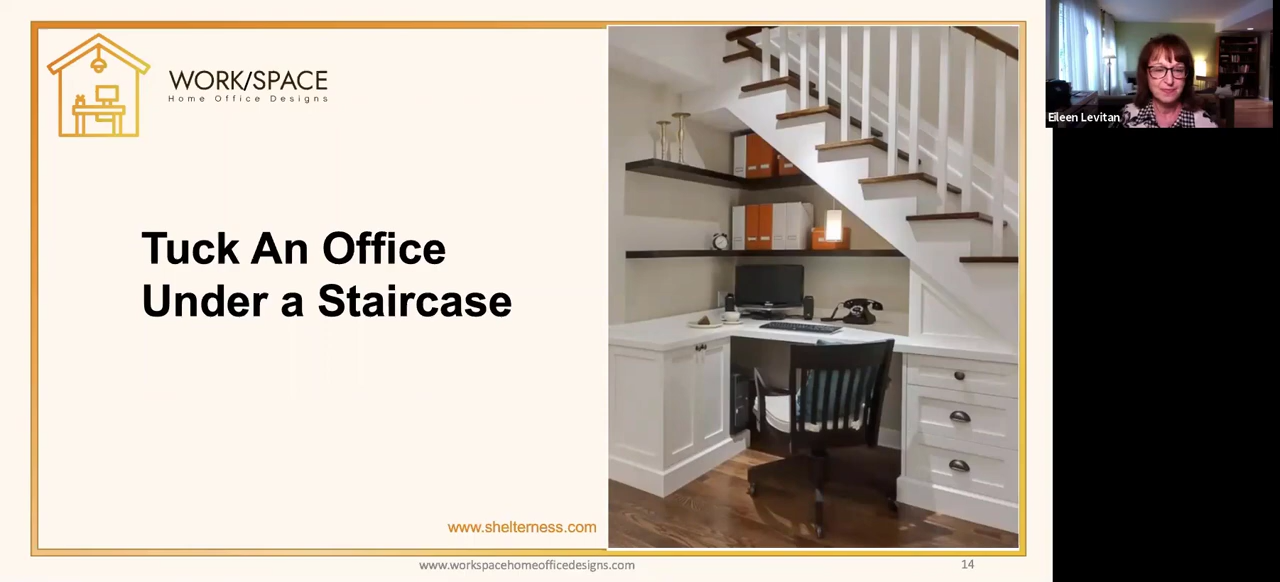 WORK/SPACE
Home Office Designs
Eileen Levitan
Tuck An Office
Under a Staircase
www.shelterness.com
www.workspacehomeofficedesigns.com
14